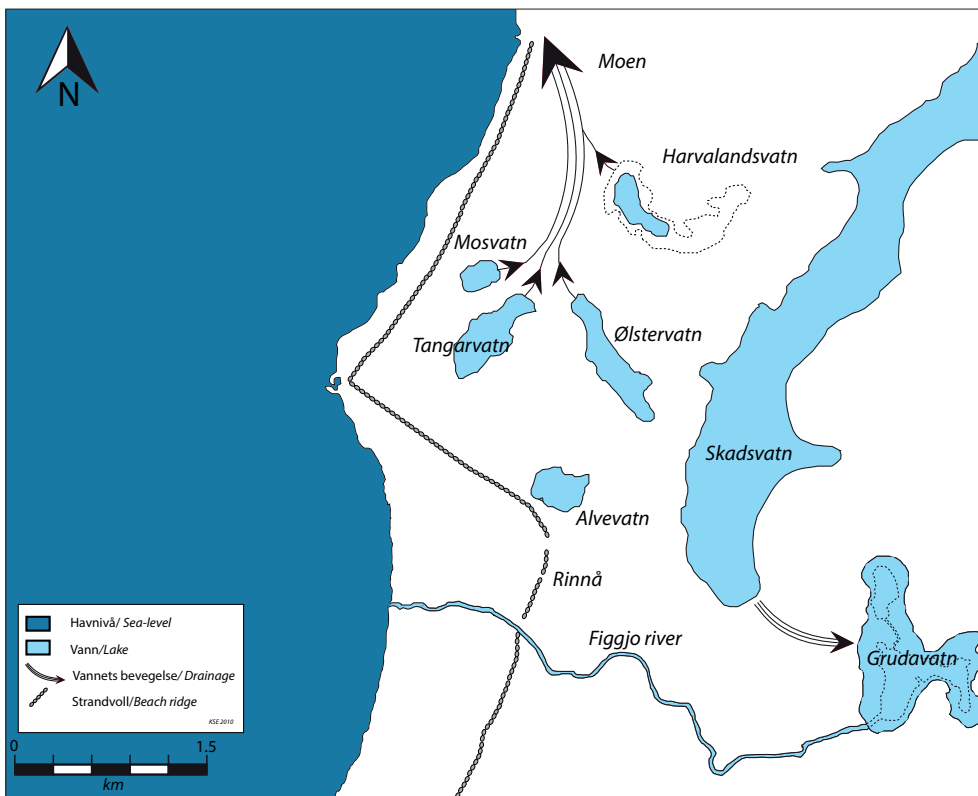 N
Moen
Harvalandsvatn
Mosvatn
Tangarvatn
Ølstervatn
Skadsvatn
Alvevatn
Rinnå
Figgjo river
Grudavatn
Havnivå/ Sea-level
Vann/Lake
Vannets bevegelse/ Drainage
Strandvoll/Beach ridge
KSE 2010
0 1.5
km